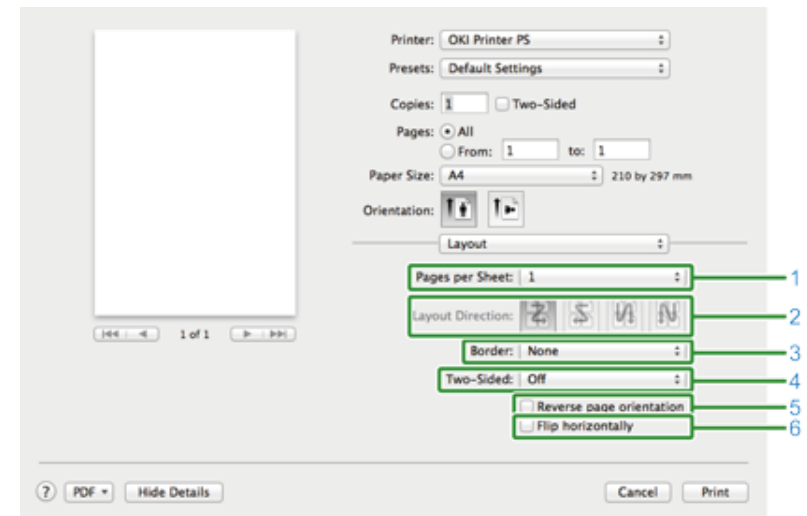 Printer: OKI Printer PS
Presets: Default Settings
Copies: 1 Two-Sided
Pages: All
From: 1 to: 1
Paper Size: A4 210 by 297 mm
Orientation:
Layout
Pages per Sheet: 1 1
Layout Direction: 2
1 of 1
Border: None 3
Two-Sided: Off 4
Reverse page orientation 5
Flip horizontally 6
? PDF Hide Details Cancel Print